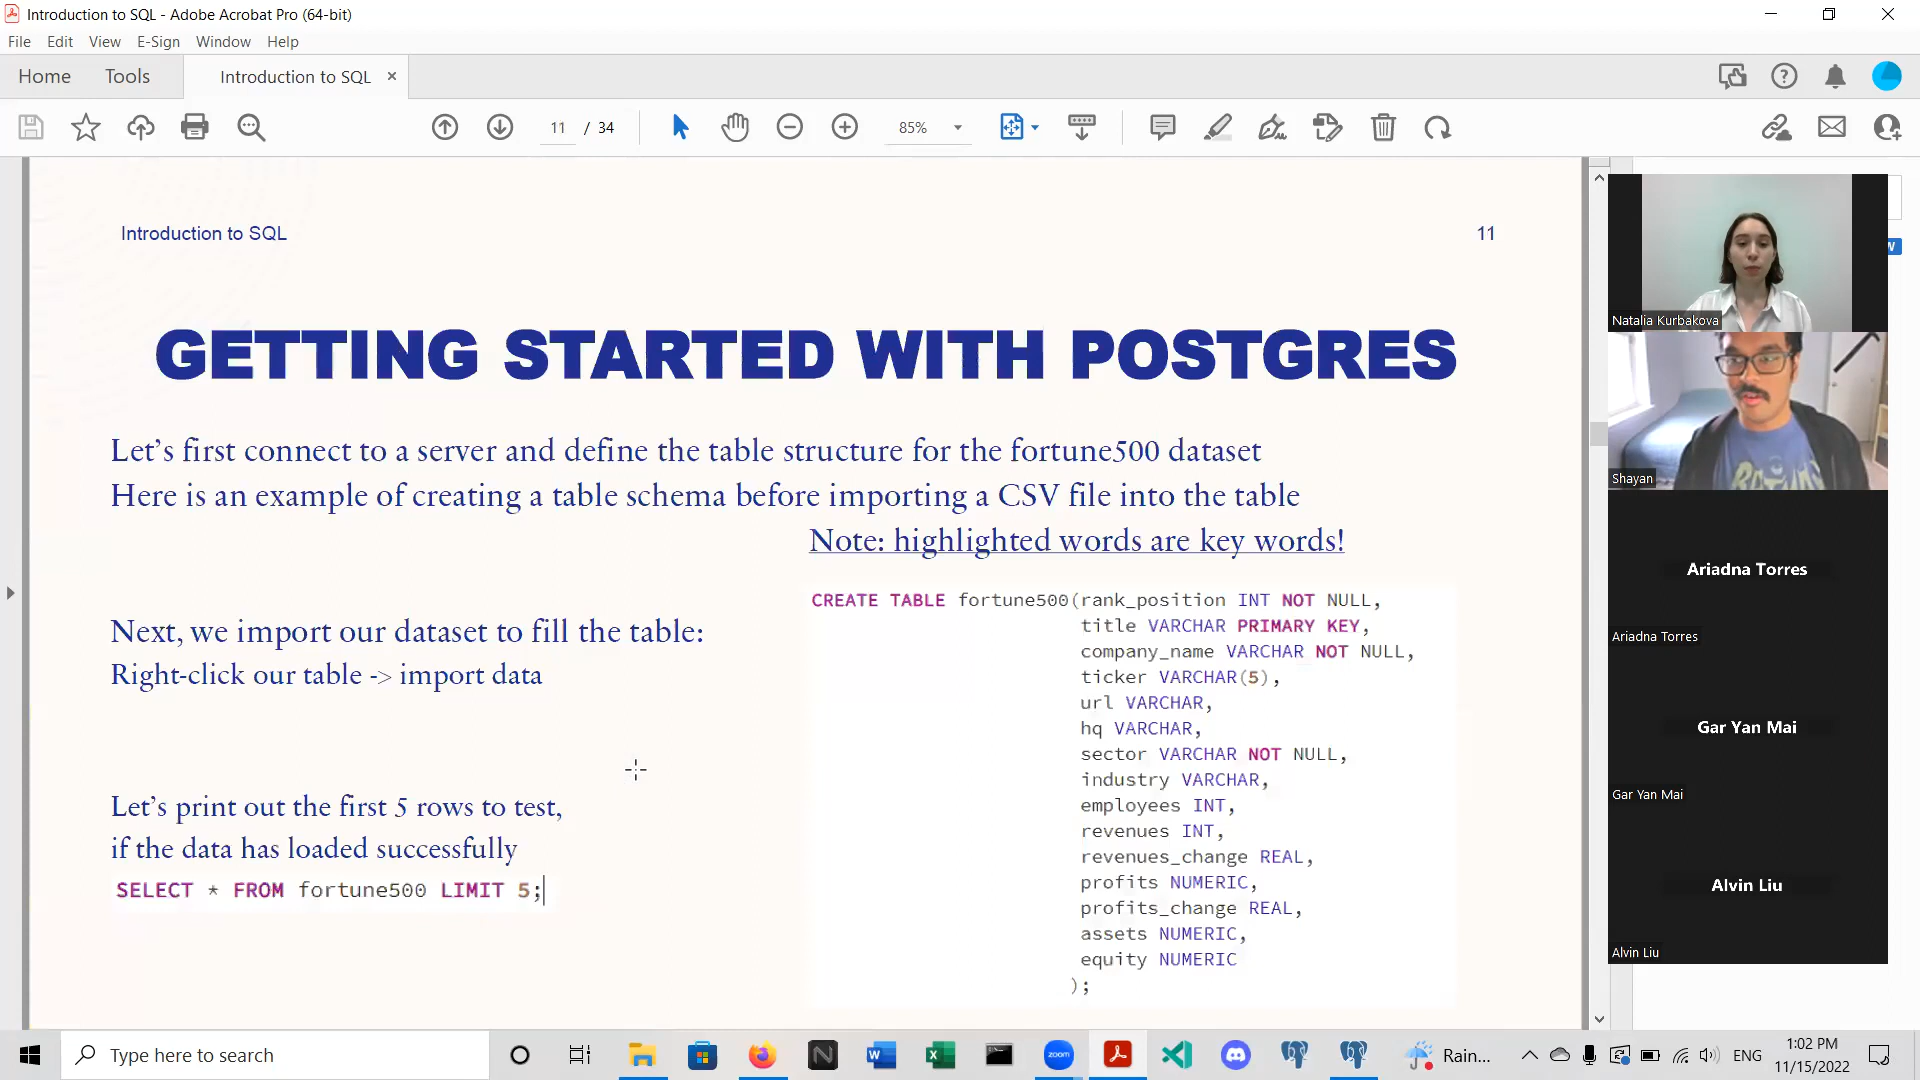 Introduction to SQL - Adobe Acrobat Pro (64-bit)
File Edit View E-Sign Window Help
Home Tools Introduction to SQL ×
11 / 34 85%
Introduction to SQL 11
GETTING STARTED WITH POSTGRES
Let's first connect to a server and define the table structure for the fortune500 dataset
Here is an example of creating a table schema before importing a CSV file into the table
Note: highlighted words are key words!
Next, we import our dataset to fill the table:
Right-click our table -> import data
Let's print out the first 5 rows to test,
if the data has loaded successfully
SELECT * FROM fortune500 LIMIT 5;
CREATE TABLE fortune500(rank_position INT NOT NULL,
title VARCHAR PRIMARY KEY,
company_name VARCHAR NOT NULL,
ticker VARCHAR(5),
url VARCHAR,
hq VARCHAR,
sector VARCHAR NOT NULL,
industry VARCHAR,
employees INT,
revenues INT,
revenues_change REAL,
profits NUMERIC,
profits_change REAL,
assets NUMERIC,
equity NUMERIC
);
Natalia Kurbakova
Shayan
Ariadna Torres
Ariadna Torres
Gar Yan Mai
Gar Yan Mai
Alvin Liu
Alvin Liu
Type here to search
zoom
Rain...
ENG
1:02 PM
11/15/2022